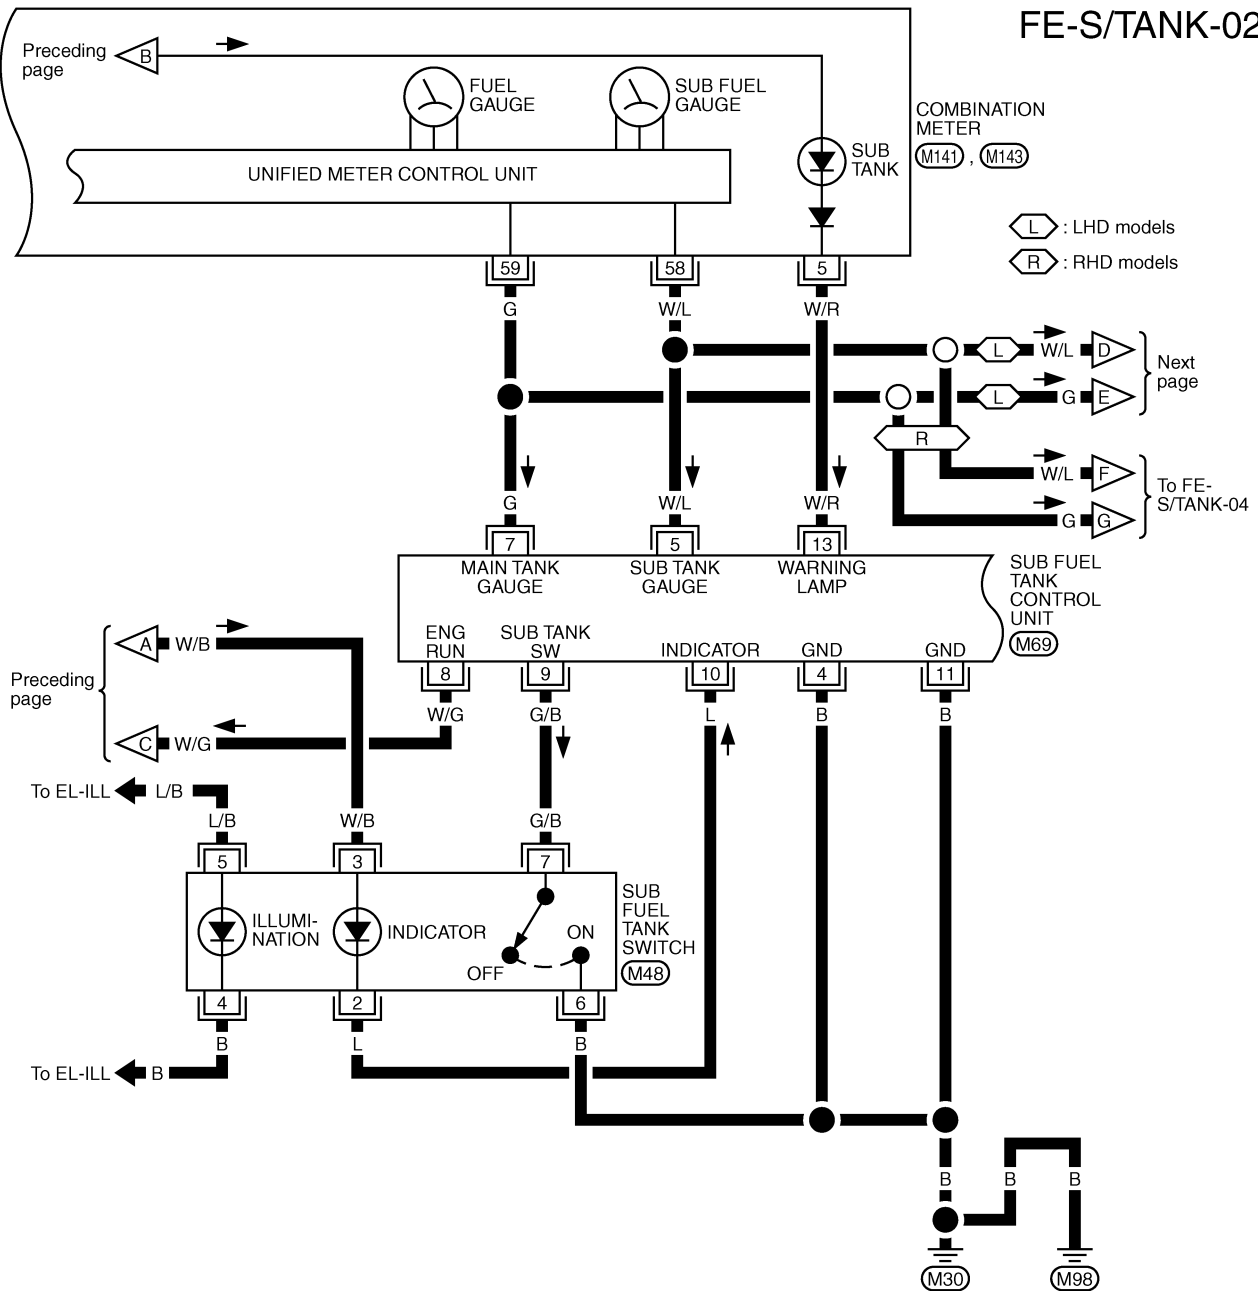 FE-S/TANK-02
Preceding
page
B
FUEL
GAUGE
SUB FUEL
GAUGE
UNIFIED METER CONTROL UNIT
SUB
TANK
COMBINATION
METER
M141 , M143
L : LHD models
R : RHD models
59 58 5
G W/L W/R
L W/L D
L G E
Next
page
R
W/L F
G G
To FE-
S/TANK-04
G W/L W/R
7 5 13
MAIN TANK
GAUGE
SUB TANK
GAUGE
WARNING
LAMP
SUB FUEL
TANK
CONTROL
UNIT
M69
ENG
RUN
SUB TANK
SW
INDICATOR
GND
GND
8 9 10 4 11
W/G G/B L B B
Preceding
page
A W/B
C W/G
To EL-ILL L/B
L/B W/B G/B
5 3 7
ILLUMI-
NATION
INDICATOR
OFF
ON
SUB
FUEL
TANK
SWITCH
M48
4 2 6
B L B
To EL-ILL B
B B B
M30 M98